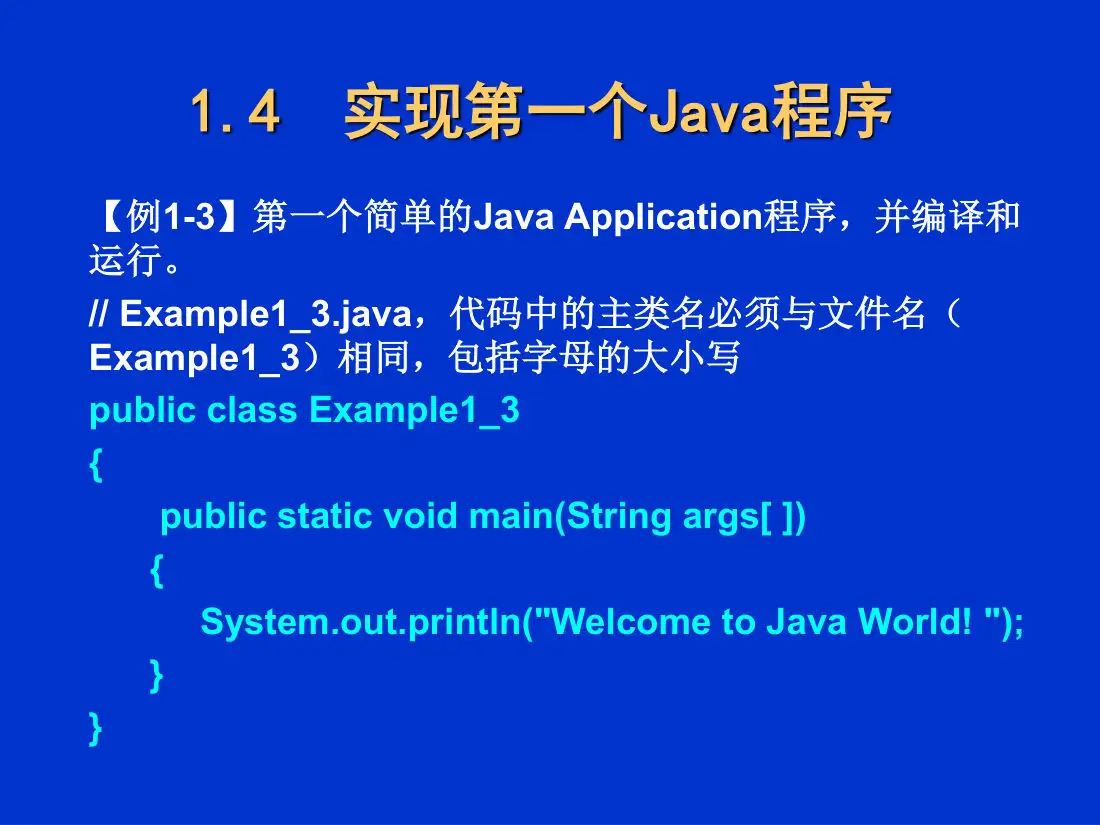 1.4 实现第一个Java程序
【例1-3】第一个简单的Java Application程序，并编译和
运行。
// Example1_3.java，代码中的主类名必须与文件名（
Example1_3）相同，包括字母的大小写
public class Example1_3
{
public static void main(String args[ ])
{
System.out.println("Welcome to Java World! ");
}
}